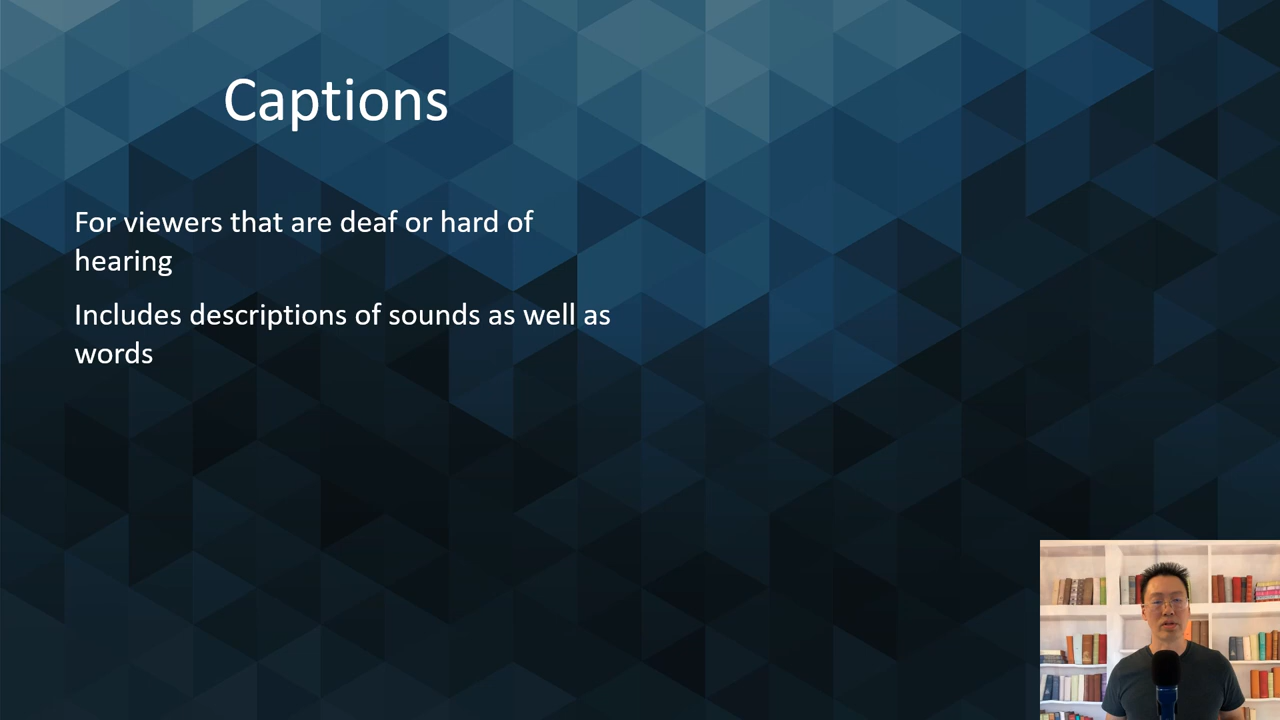 Captions
For viewers that are deaf or hard of
hearing
Includes descriptions of sounds as well as
words